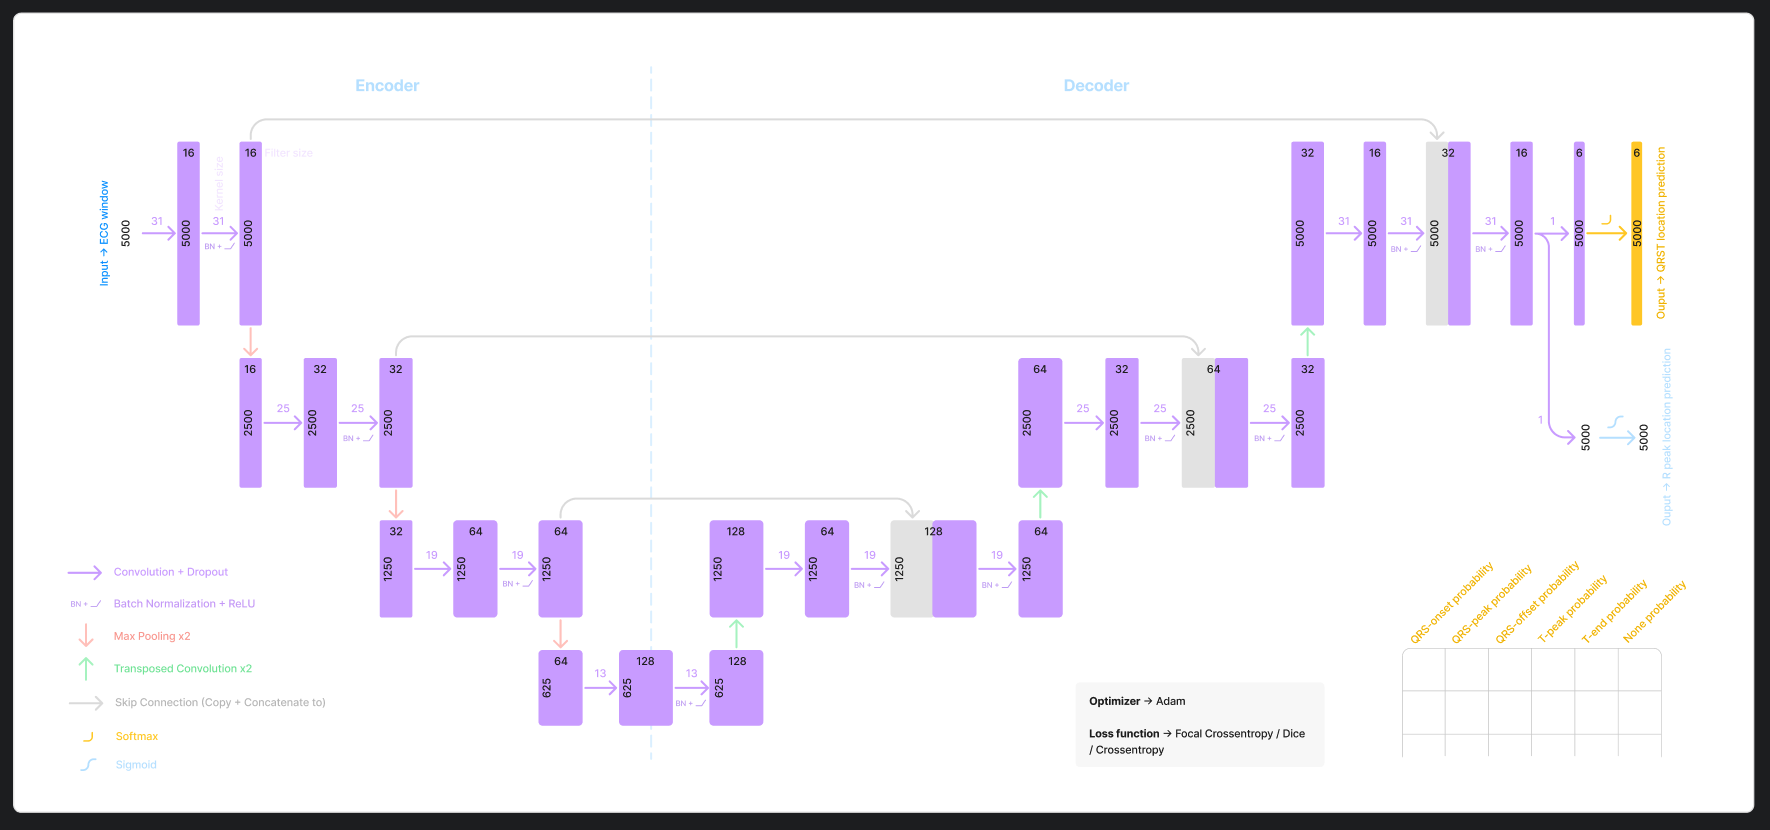 Encoder
Decoder
16
16
Filter size
Kernel size
Input → ECG window
5000
31
5000
31
BN +
5000
32
16
32
16
6
6
5000
31
5000
31
BN +
5000
31
BN +
5000
1
5000
5000
Ouput → QRST location prediction
16
32
32
2500
25
2500
25
BN +
2500
64
32
64
32
2500
25
2500
25
BN +
2500
25
BN +
2500
1
5000
5000
Ouput → R peak location prediction
32
64
64
1250
19
1250
19
BN +
1250
128
64
128
64
1250
19
1250
19
BN +
1250
19
BN +
1250
64
128
128
625
13
625
13
BN +
625
Convolution + Dropout
BN +
Batch Normalization + ReLU
Max Pooling x2
Transposed Convolution x2
Skip Connection (Copy + Concatenate to)
Softmax
Sigmoid
Optimizer → Adam
Loss function → Focal Crossentropy / Dice
/ Crossentropy
QRS-onset probability
QRS-peak probability
QRS-offset probability
T-peak probability
T-end probability
None probability